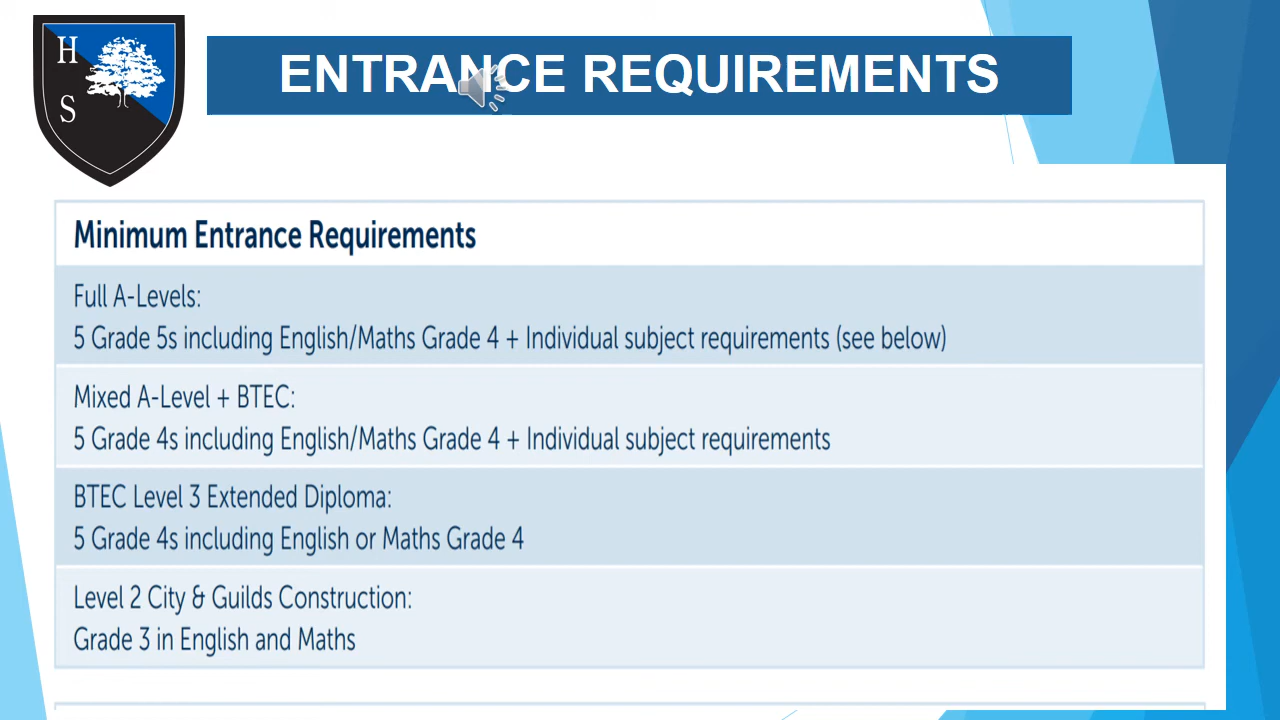 H
S
ENTRANCE REQUIREMENTS
Minimum Entrance Requirements
Full A-Levels:
5 Grade 5s including English/Maths Grade 4 + Individual subject requirements (see below)
Mixed A-Level + BTEC:
5 Grade 4s including English/Maths Grade 4 + Individual subject requirements
BTEC Level 3 Extended Diploma:
5 Grade 4s including English or Maths Grade 4
Level 2 City & Guilds Construction:
Grade 3 in English and Maths